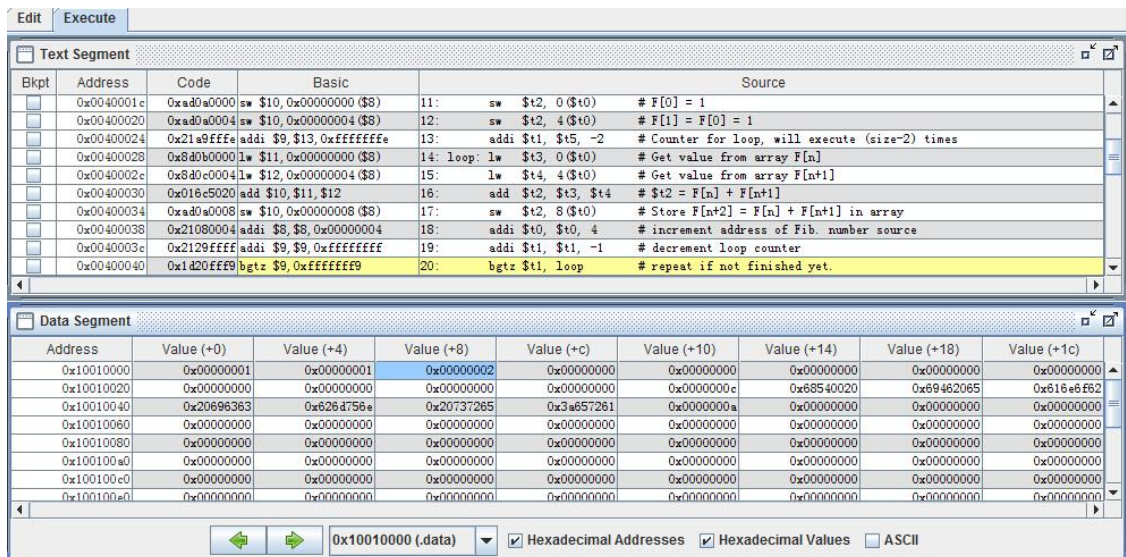 Edit Execute
Text Segment
Bkpt Address Code Basic Source
0x0040001c 0xad0a0000 sw $10,0x00000000($8) 11: sw $t2, 0($t0) # F[0] = 1
0x00400020 0xad0a0004 sw $10,0x00000004($8) 12: sw $t2, 4($t0) # F[1] = F[0] = 1
0x00400024 0x21a9fffe addi $9,$13,0xfffffffe 13: addi $t1, $t5, -2 # Counter for loop, will execute (size-2) times
0x00400028 0x8d0b0000 lw $11,0x00000000($8) 14: loop: lw $t3, 0($t0) # Get value from array F[n]
0x0040002c 0x8d0c0004 lw $12,0x00000004($8) 15: lw $t4, 4($t0) # Get value from array F[n+1]
0x00400030 0x016c5020 add $10,$11,$12 16: add $t2, $t3, $t4 # $t2 = F[n] + F[n+1]
0x00400034 0xad0a0008 sw $10,0x00000008($8) 17: sw $t2, 8($t0) # Store F[n+2] = F[n] + F[n+1] in array
0x00400038 0x21080004 addi $8,$8,0x00000004 18: addi $t0, $t0, 4 # increment address of Fib. number source
0x0040003c 0x2129ffff addi $9,$9,0xffffffff 19: addi $t1, $t1, -1 # decrement loop counter
0x00400040 0x1d20fff9 bgtz $9,0xfffffff9 20: bgtz $t1, loop # repeat if not finished yet.
Data Segment
Address Value (+0) Value (+4) Value (+8) Value (+c) Value (+10) Value (+14) Value (+18) Value (+1c)
0x10010000 0x00000001 0x00000001 0x00000002 0x00000000 0x00000000 0x00000000 0x00000000 0x00000000
0x10010020 0x00000000 0x00000000 0x00000000 0x00000000 0x0000000c 0x68540020 0x69462065 0x616e6f62
0x10010040 0x20696363 0x626d756e 0x20737265 0x3a657261 0x0000000a 0x00000000 0x00000000 0x00000000
0x10010060 0x00000000 0x00000000 0x00000000 0x00000000 0x00000000 0x00000000 0x00000000 0x00000000
0x10010080 0x00000000 0x00000000 0x00000000 0x00000000 0x00000000 0x00000000 0x00000000 0x00000000
0x100100a0 0x00000000 0x00000000 0x00000000 0x00000000 0x00000000 0x00000000 0x00000000 0x00000000
0x100100c0 0x00000000 0x00000000 0x00000000 0x00000000 0x00000000 0x00000000 0x00000000 0x00000000
0x100100e0 0x00000000 0x00000000 0x00000000 0x00000000 0x00000000 0x00000000 0x00000000 0x00000000
0x10010000 (.data) Hexadecimal Addresses Hexadecimal Values ASCII